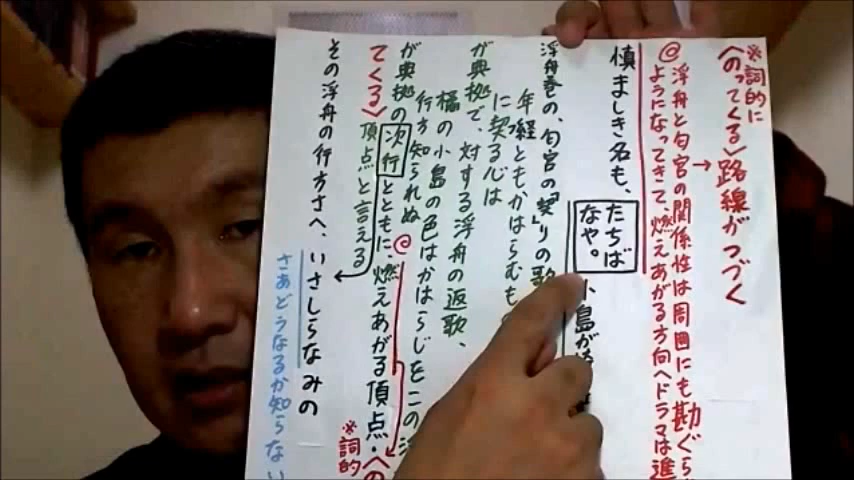 ※詞的に
〈のってくる〉路線がつづく
@浮舟と匂宮の関係性は周囲にも勘ぐら
ようになってきて、燃えあがる方向へドラマは進
慎ましき名も、たちば
なや。小島が
浮舟巻の、匂宮の「契」りの歌
年経ともかはらむもの
に契る心は
が典拠で、対する浮舟の返歌、
橘の小島の色はかはらじをこの浮
行方知られぬ
が典拠の次行とともに、燃えあがる頂点・〈の
てくる〉頂点と言える
@
※詞的
その浮舟の行方さへ、いさしらなみの
さあどうなるか知らない